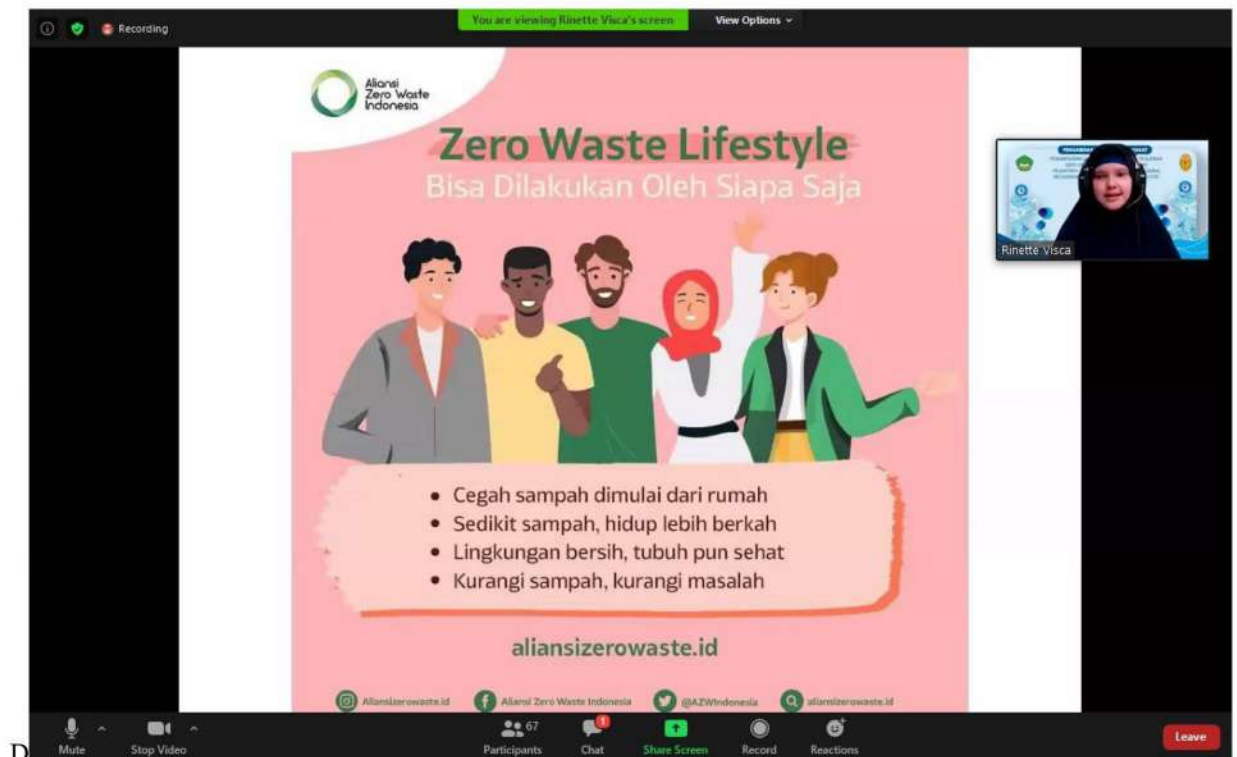 Recording
You are viewing Rinette Visca's screen
View Options
Aliansi
Zero Waste
Indonesia
Zero Waste Lifestyle
Bisa Dilakukan Oleh Siapa Saja
Rinette Visca
• Cegah sampah dimulai dari rumah
• Sedikit sampah, hidup lebih berkah
• Lingkungan bersih, tubuh pun sehat
• Kurangi sampah, kurangi masalah
aliansizerowaste.id
Aliansizerowaste.id
Aliansi Zero Waste Indonesia
@AZWIndonesia
aliansizerowaste.id
D
Mute
Stop Video
67
Participants
1
Chat
Share Screen
Record
Reactions
Leave